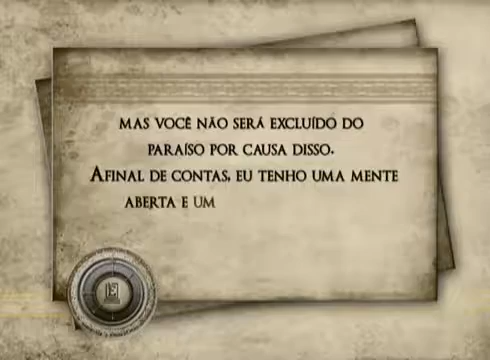 MAS VOCÊ NÃO SERÁ EXCLUÍDO DO
PARAÍSO POR CAUSA DISSO.
AFINAL DE CONTAS, EU TENHO UMA MENTE
ABERTA E UM